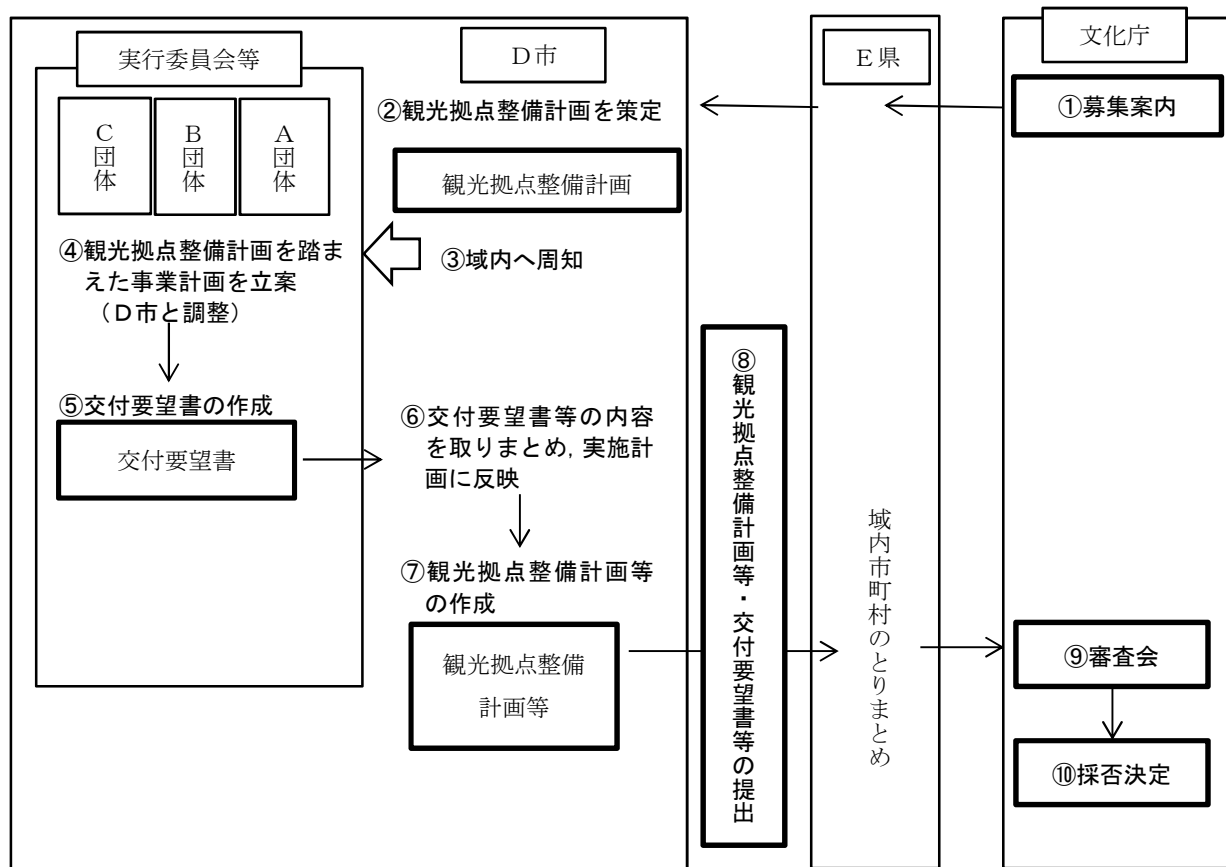 実行委員会等
D市
E県
文化庁
①募集案内
②観光拠点整備計画を策定
観光拠点整備計画
C団体
B団体
A団体
③域内へ周知
④観光拠点整備計画を踏ま
えた事業計画を立案
(D市と調整)
⑤交付要望書の作成
交付要望書
⑥交付要望書等の内容
を取りまとめ,実施計
画に反映
⑦観光拠点整備計画等
の作成
観光拠点整備
計画等
⑧観光拠点整備計画等・交付要望書等の提出
域内市町村のとりまとめ
⑨審査会
⑩採否決定